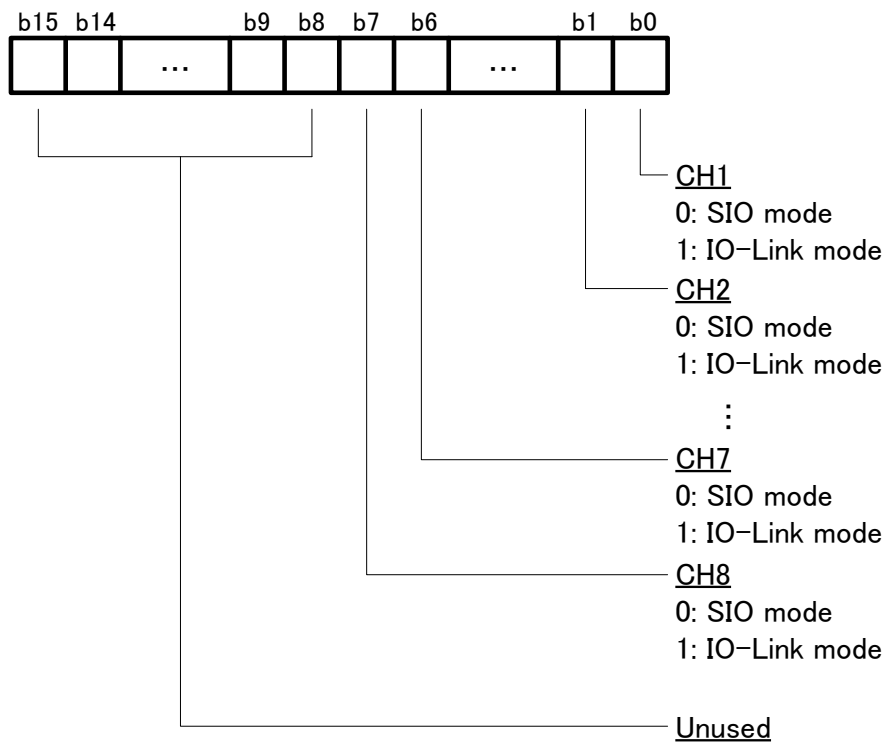 b15 b14 b9 b8 b7 b6 b1 b0
... ...
CH1
0: SIO mode
1: IO-Link mode
CH2
0: SIO mode
1: IO-Link mode
⋮
CH7
0: SIO mode
1: IO-Link mode
CH8
0: SIO mode
1: IO-Link mode
Unused